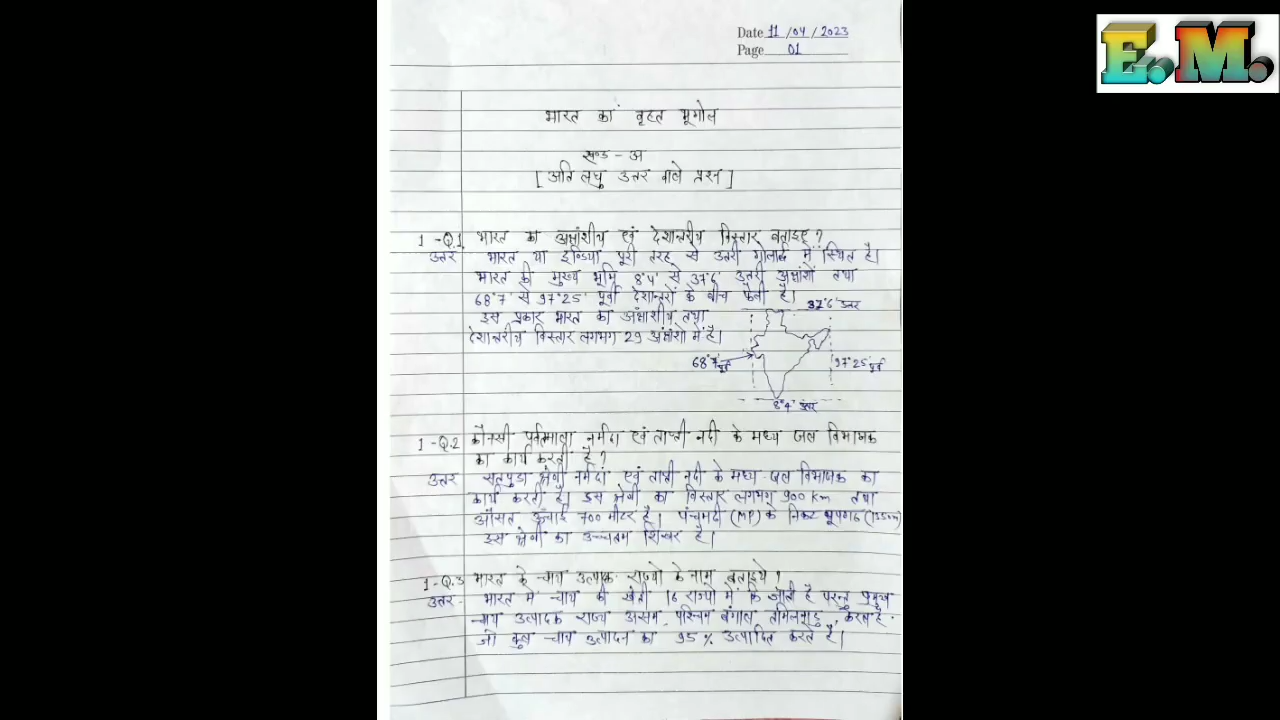 E.M.
Date 11/04/2023
Page 01
भारत का वृहत भूगोल
खण्ड - अ
[ अति लघु उत्तर वाले प्रश्न ]
1-Q.1 भारत का अक्षांशीय एवं देशान्तरीय विस्तार बताइए ?
उत्तर भारत या इण्डिया पूरी तरह से उत्तरी गोलार्द्ध में स्थित है।
भारत की मुख्य भूमि 8°4' से 37°6' उत्तरी अक्षांशों तथा
68°7' से 97°25' पूर्वी देशान्तरों के बीच फैली है।
37°6' उत्तर
इस प्रकार भारत का अक्षांशीय तथा
देशान्तरीय विस्तार लगभग 29 अक्षांशो में है।
68°7' पूर्व
97°25' पूर्व
8°4' उत्तर
1-Q.2 कौनसी पर्वतमाला नर्मदा एवं ताप्ती नदी के मध्य जल विभाजक
का कार्य करती है ?
उत्तर सतपुडा श्रेणी नर्मदा एवं ताप्ती नदी के मध्य जल विभाजक का
कार्य करती है। इस श्रेणी का विस्तार लगभग 900 km तथा
औसत ऊँचाई 700 मीटर है। पंचमढी (MP) के निकट
इस श्रेणी का उच्चतम शिखर है।
1-Q.3 भारत के चाय उत्पादक राज्यो के नाम बताइये ?
उत्तर भारत में चाय की खेती 16 राज्यों में कि जाती है परन्तु प्रमुख
चाय उत्पादक राज्य असम, पश्चिम बंगाल, तमिलनाडु, केरल है
जो कुल चाय उत्पादन का 95% उत्पादित करते है।